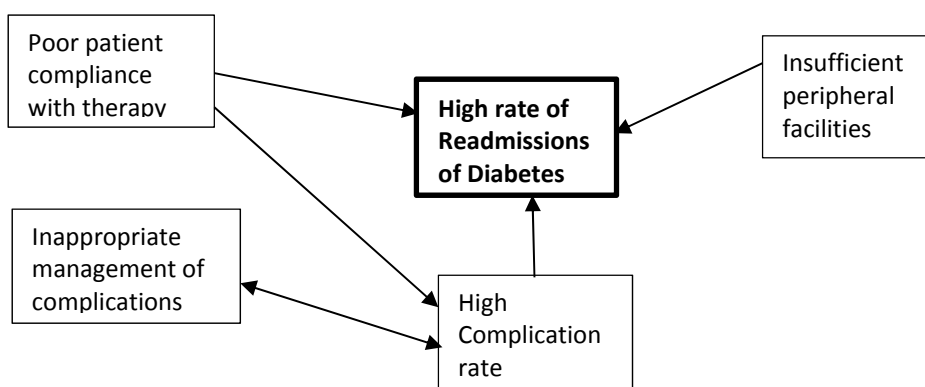 Poor patient
compliance
with therapy
High rate of
Readmissions
of Diabetes
Insufficient
peripheral
facilities
Inappropriate
management of
complications
High
Complication
rate